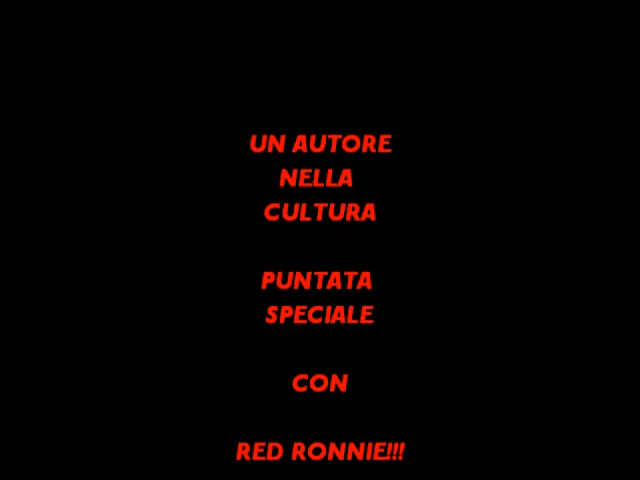 UN AUTORE
NELLA
CULTURA
PUNTATA
SPECIALE
CON
RED RONNIE!!!